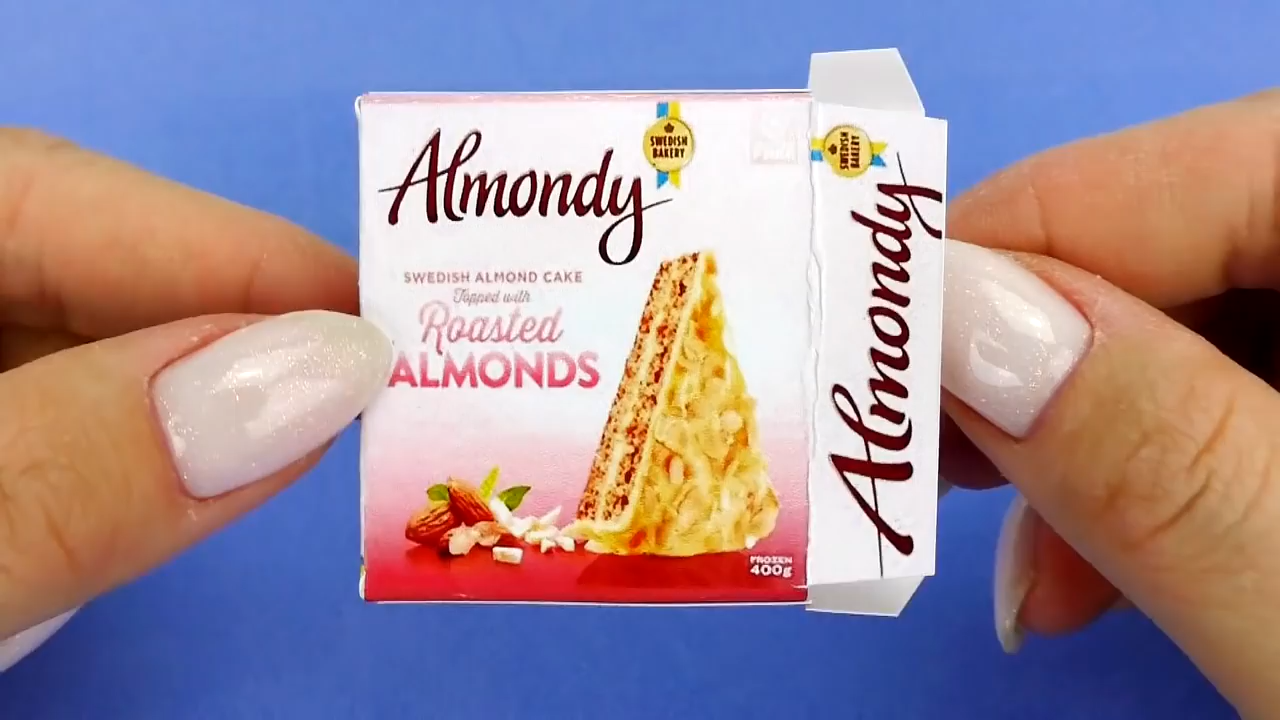 Almondy
SWEDISH
BAKERY
SWEDISH ALMOND CAKE
Topped with
Roasted
ALMONDS
FROZEN
400g
SWEDISH
BAKERY
Almondy